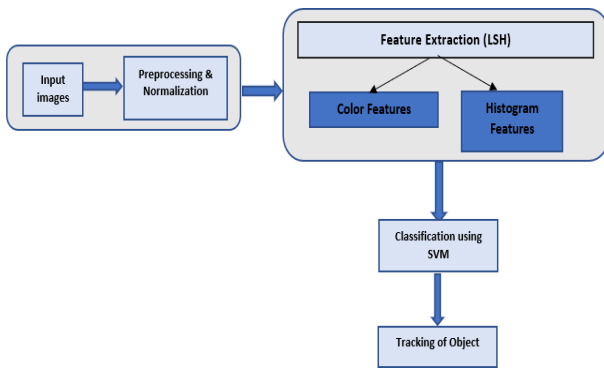 Input
images
Preprocessing &
Normalization
Feature Extraction (LSH)
Color Features
Histogram
Features
Classification using
SVM
Tracking of Object